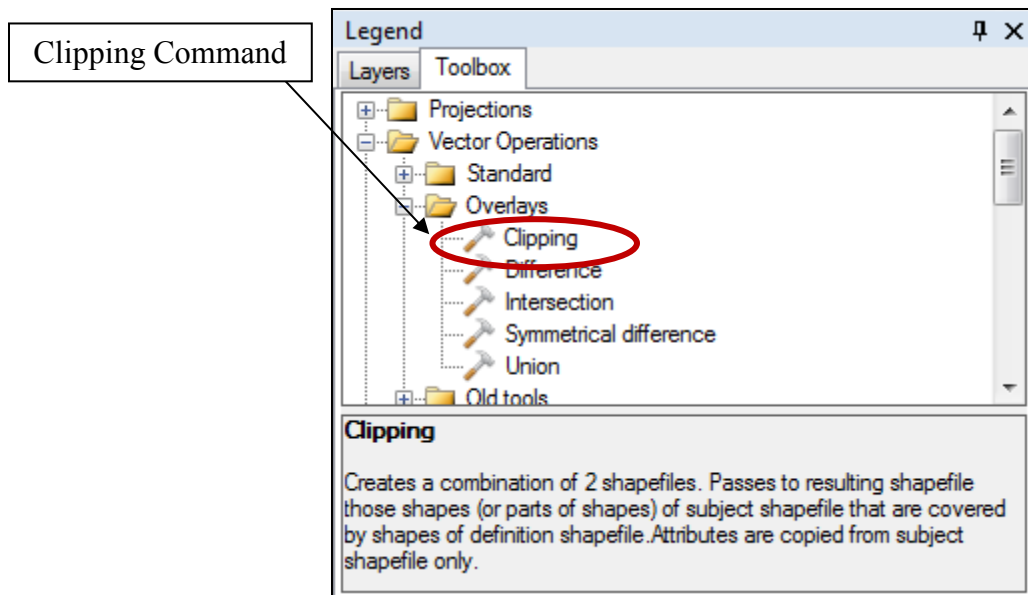 Clipping Command
Legend
Layers Toolbox
Projections
Vector Operations
Standard
Overlays
Clipping
Difference
Intersection
Symmetrical difference
Union
Old tools
Clipping
Creates a combination of 2 shapefiles. Passes to resulting shapefile
those shapes (or parts of shapes) of subject shapefile that are covered
by shapes of definition shapefile.Attributes are copied from subject
shapefile only.